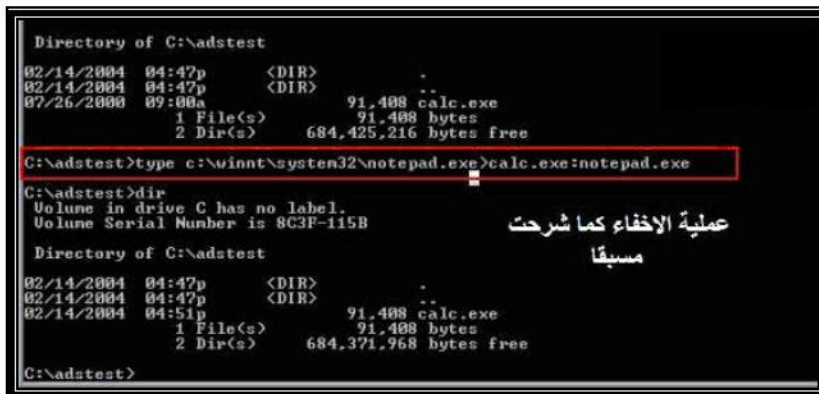 Directory of C:\adstest
02/14/2004 04:47p <DIR> .
02/14/2004 04:47p <DIR> ..
07/26/2000 09:00a 91,408 calc.exe
1 File(s) 91,408 bytes
2 Dir(s) 684,425,216 bytes free
C:\adstest>type c:\winnt\system32\notepad.exe>calc.exe:notepad.exe
C:\adstest>dir
Volume in drive C has no label.
Volume Serial Number is 8C3F-115B
عملية الاخفاء كما شرحت
مسبقا
Directory of C:\adstest
02/14/2004 04:47p <DIR> .
02/14/2004 04:47p <DIR> ..
02/14/2004 04:51p 91,408 calc.exe
1 File(s) 91,408 bytes
2 Dir(s) 684,371,968 bytes free
C:\adstest>